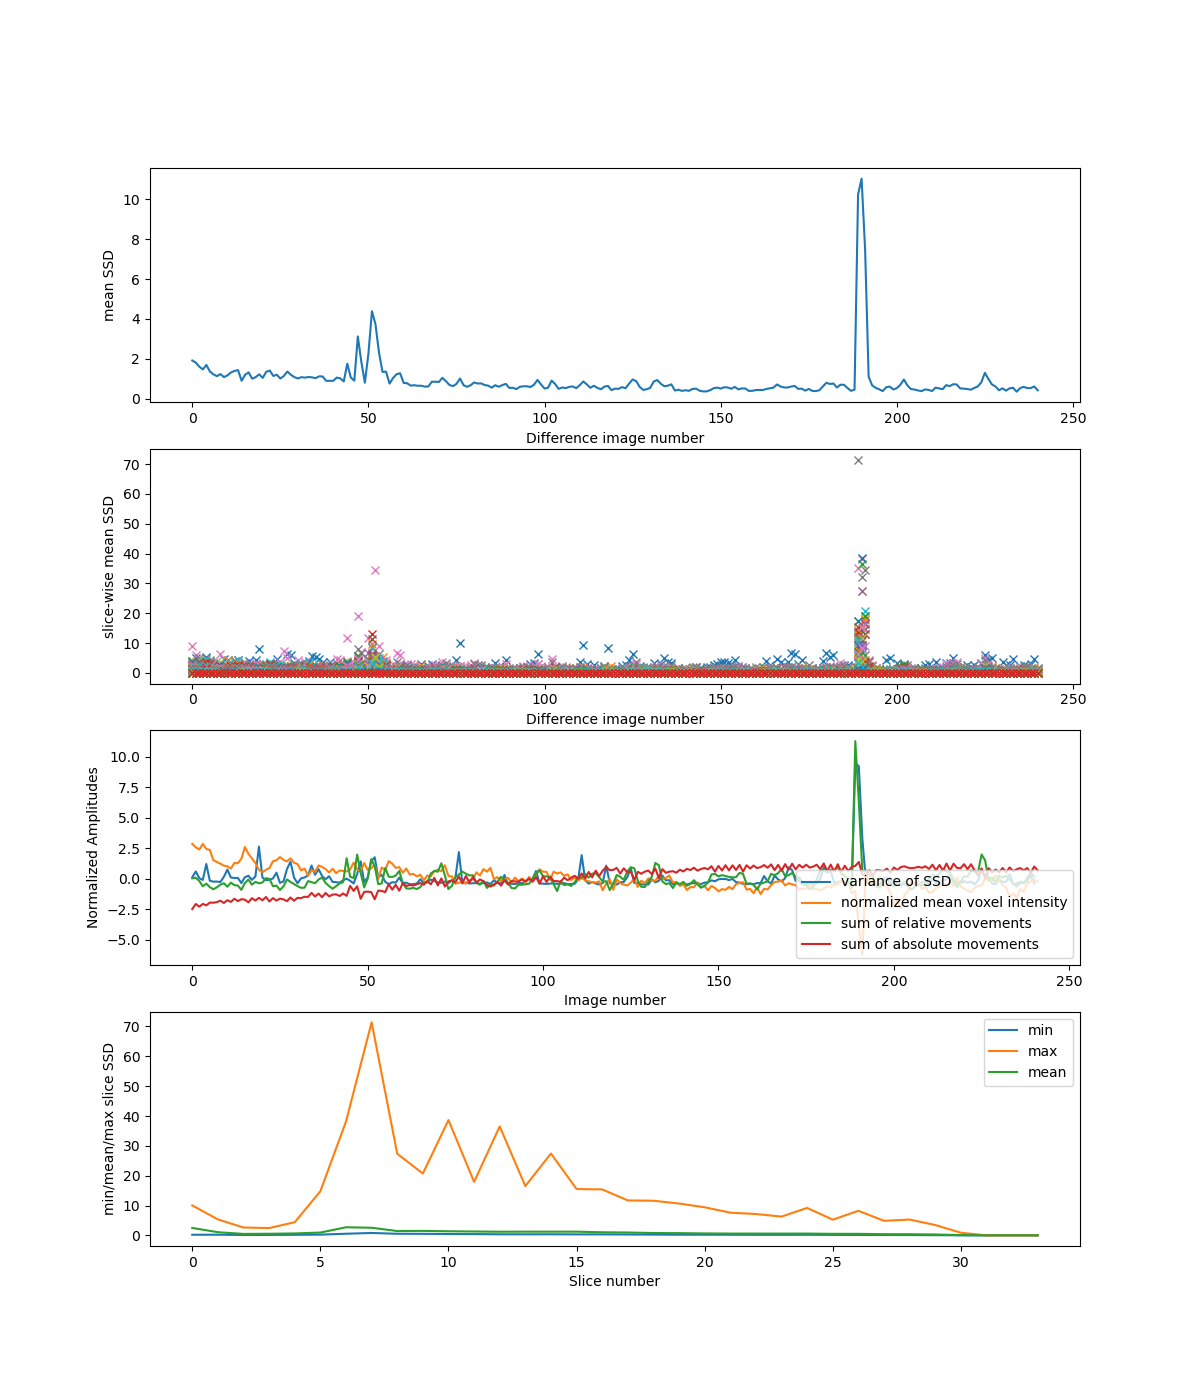 10
8
6
4
2
0
mean SSD
0 50 100 150 200 250
Difference image number
70
60
50
40
30
20
10
0
slice-wise mean SSD
0 50 100 150 200 250
Difference image number
10.0
7.5
5.0
2.5
0.0
−2.5
−5.0
Normalized Amplitudes
variance of SSD
normalized mean voxel intensity
sum of relative movements
sum of absolute movements
0 50 100 150 200 250
Image number
70
60
50
40
30
20
10
0
min/mean/max slice SSD
min
max
mean
0 5 10 15 20 25 30
Slice number